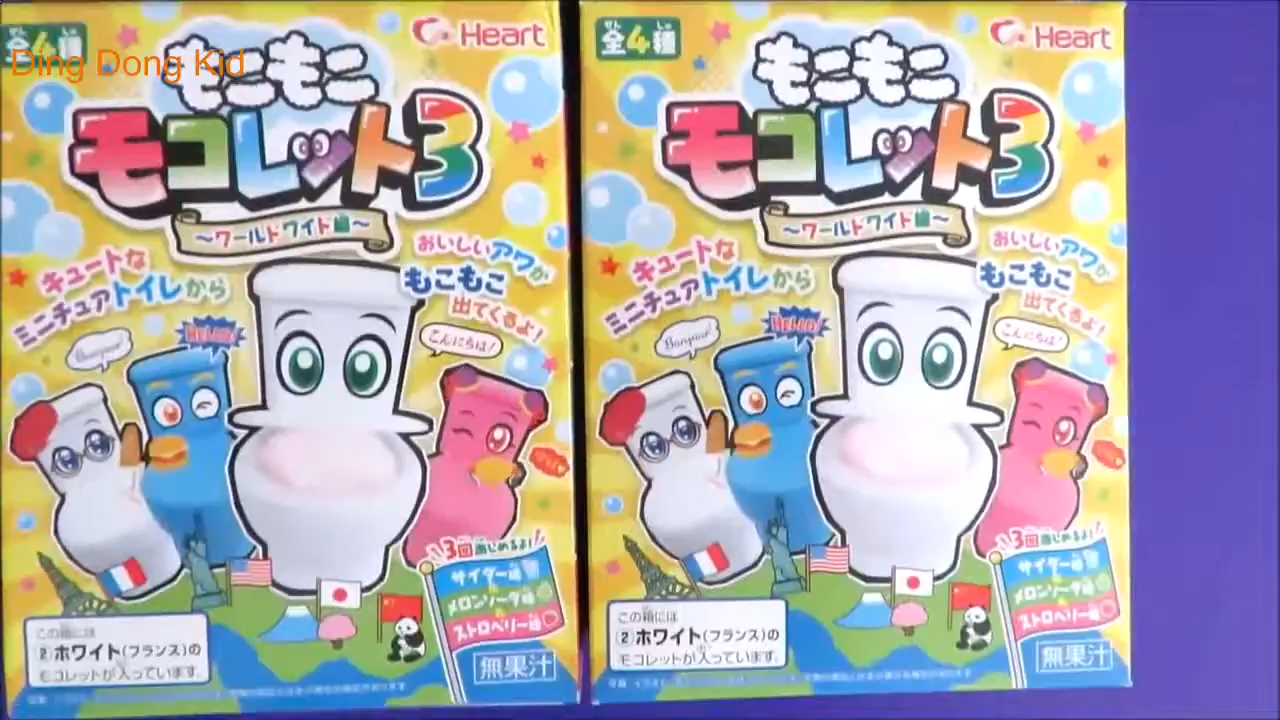 Ding Dong Kid
全4種
Heart
もこもこ
モコレット3
～ワールドワイド編～
キュートな
ミニチュアトイレから
おいしいアワが
もこもこ
出てくるよ!
Bonjour!
HELLO!
こんにちは!
3回楽しめるよ!
サイダー味
メロンソーダ味
ストロベリー味
この箱には
②ホワイト(フランス)の
モコレットが入っています。
無果汁
全4種
Heart
もこもこ
モコレット3
～ワールドワイド編～
キュートな
ミニチュアトイレから
おいしいアワが
もこもこ
出てくるよ!
Bonjour!
HELLO!
こんにちは!
3回楽しめるよ!
サイダー味
メロンソーダ味
ストロベリー味
この箱には
②ホワイト(フランス)の
モコレットが入っています。
無果汁